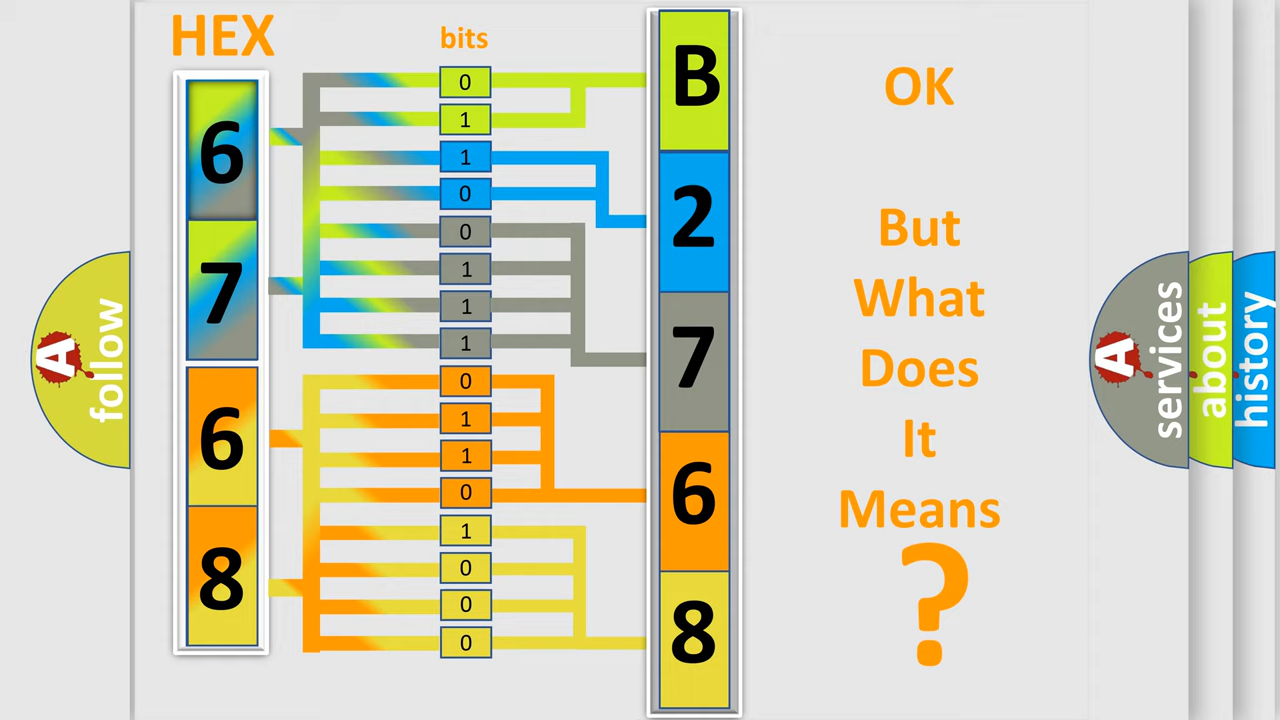 HEX
bits
6
7
6
8
0
1
1
0
0
1
1
1
0
1
1
0
1
0
0
0
B
2
7
6
8
OK
But
What
Does
It
Means
?
A
follow
A
services
about
history